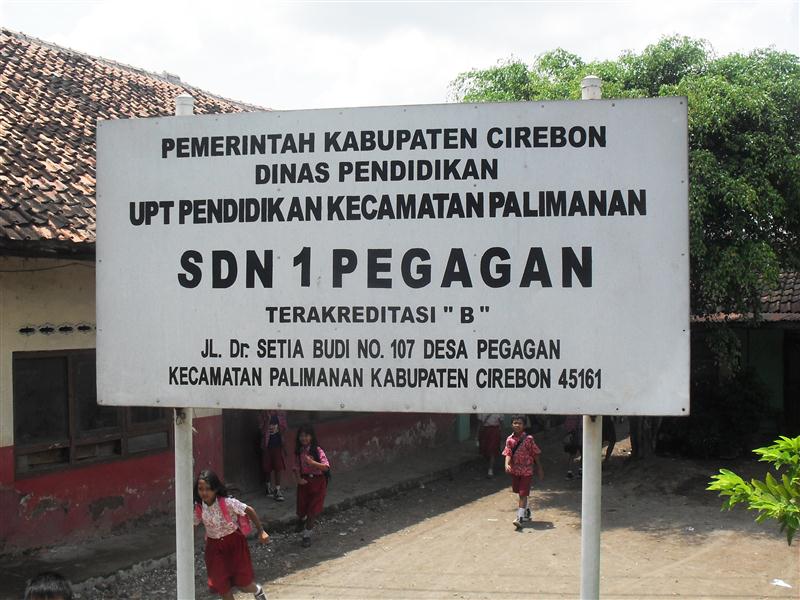 PEMERINTAH KABUPATEN CIREBON
DINAS PENDIDIKAN
UPT PENDIDIKAN KECAMATAN PALIMANAN
SDN 1 PEGAGAN
TERAKREDITASI " B "
JL. Dr. SETIA BUDI NO. 107 DESA PEGAGAN
KECAMATAN PALIMANAN KABUPATEN CIREBON 45161